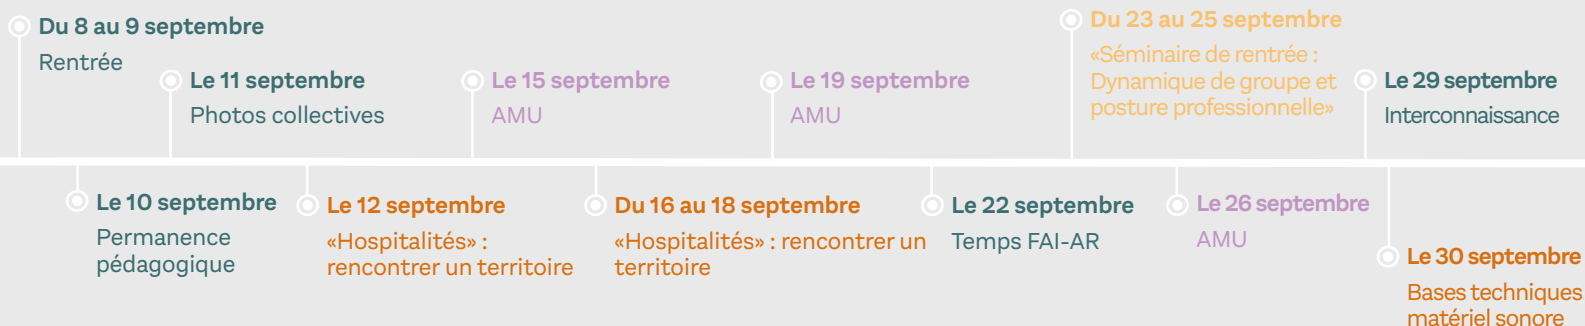 Du 8 au 9 septembre
Rentrée
Le 10 septembre
Permanence
pédagogique
Le 11 septembre
Photos collectives
Le 12 septembre
«Hospitalités» :
rencontrer un territoire
Le 15 septembre
AMU
Du 16 au 18 septembre
«Hospitalités» : rencontrer un
territoire
Le 19 septembre
AMU
Le 22 septembre
Temps FAI-AR
Du 23 au 25 septembre
«Séminaire de rentrée :
Dynamique de groupe et
posture professionnelle»
Le 26 septembre
AMU
Le 29 septembre
Interconnaissance
Le 30 septembre
Bases techniques
matériel sonore